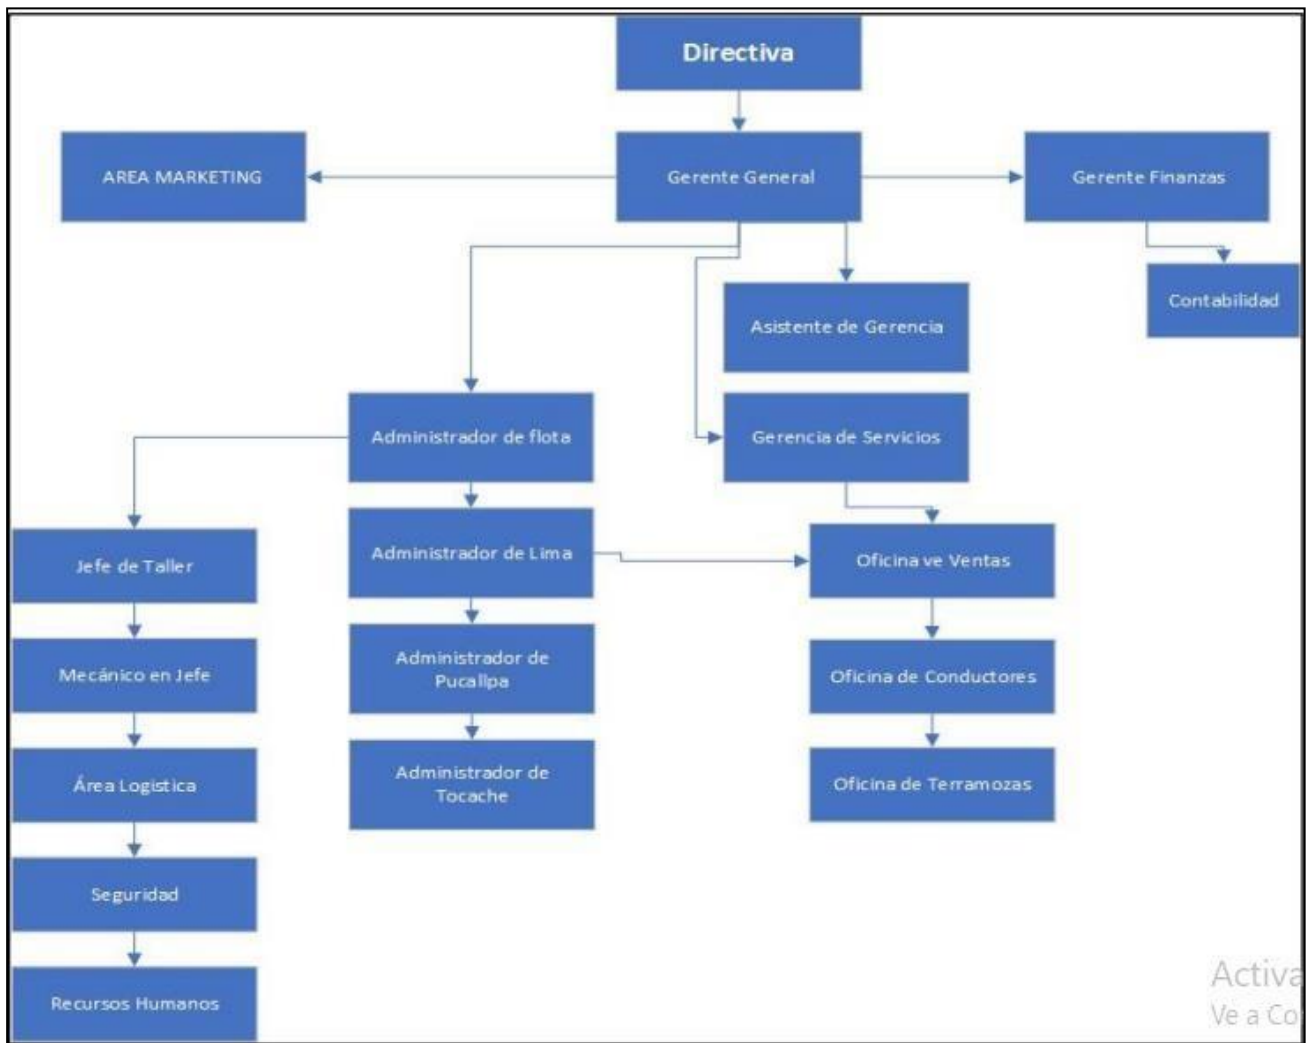 Directiva
AREA MARKETING
Gerente General
Gerente Finanzas
Contabilidad
Asistente de Gerencia
Administrador de flota
Gerencia de Servicios
Jefe de Taller
Administrador de Lima
Oficina ve Ventas
Mecánico en Jefe
Administrador de
Pucallpa
Oficina de Conductores
Área Logistica
Administrador de
Tocache
Oficina de Terramozas
Seguridad
Recursos Humanos
Activa
Ve a Co